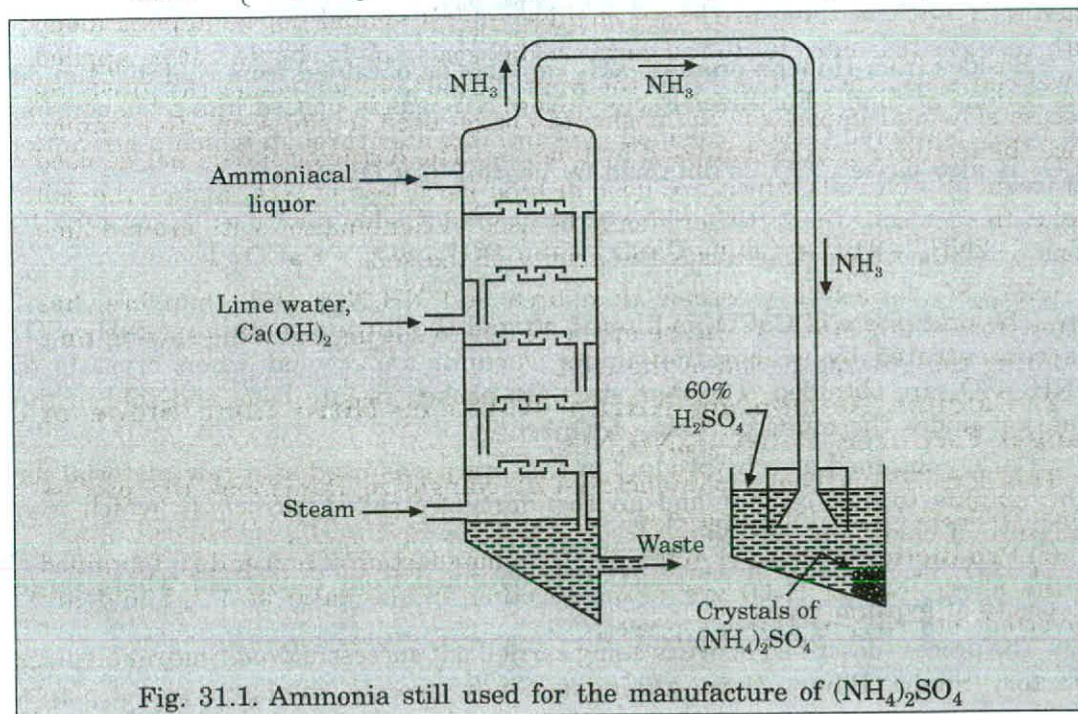 NH₃
NH₃
Ammoniacal
liquor
NH₃
Lime water,
Ca(OH)₂
60%
H₂SO₄
Steam
Waste
Crystals of
(NH₄)₂SO₄
Fig. 31.1. Ammonia still used for the manufacture of (NH₄)₂SO₄